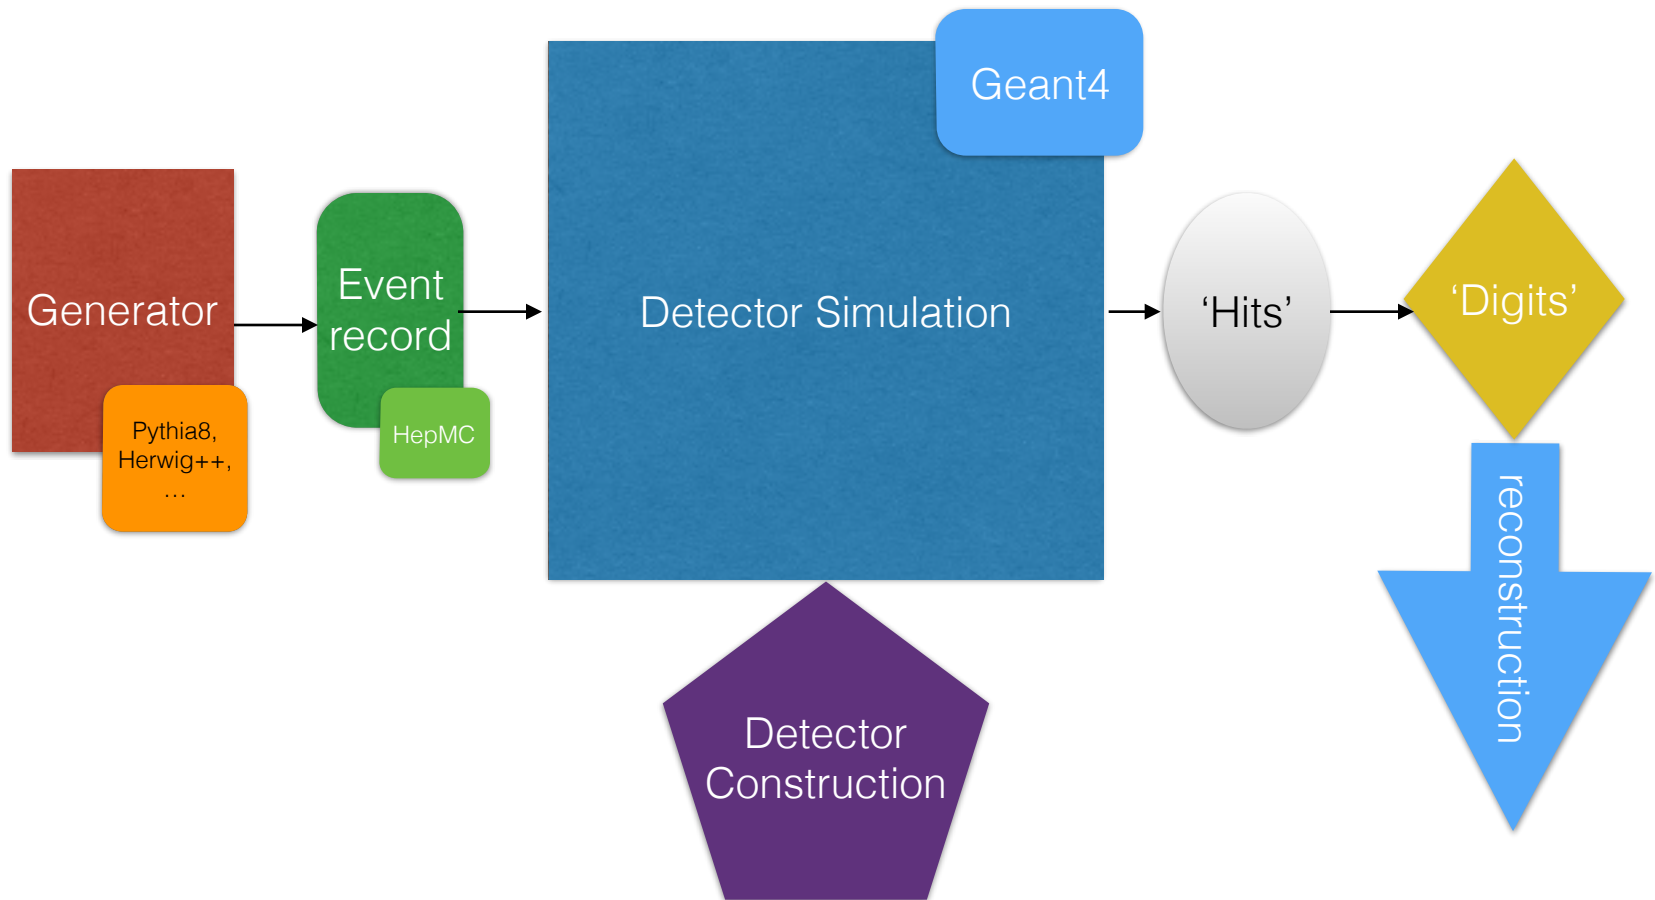 Generator
Pythia8,
Herwig++,
…
Event
record
HepMC
Geant4
Detector Simulation
Detector
Construction
‘Hits’
‘Digits’
reconstruction